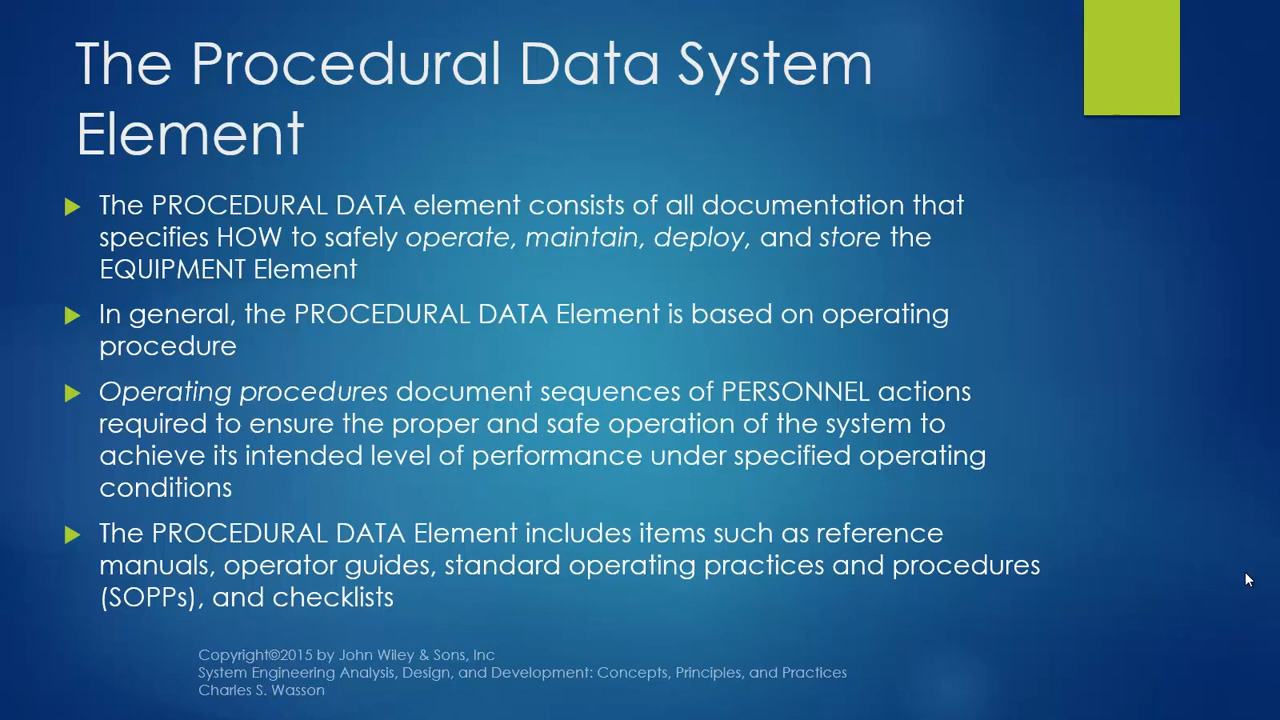 The Procedural Data System
Element
The PROCEDURAL DATA element consists of all documentation that
specifies HOW to safely operate, maintain, deploy, and store the
EQUIPMENT Element
In general, the PROCEDURAL DATA Element is based on operating
procedure
Operating procedures document sequences of PERSONNEL actions
required to ensure the proper and safe operation of the system to
achieve its intended level of performance under specified operating
conditions
The PROCEDURAL DATA Element includes items such as reference
manuals, operator guides, standard operating practices and procedures
(SOPPs), and checklists
Copyright©2015 by John Wiley & Sons, Inc
System Engineering Analysis, Design, and Development: Concepts, Principles, and Practices
Charles S. Wasson